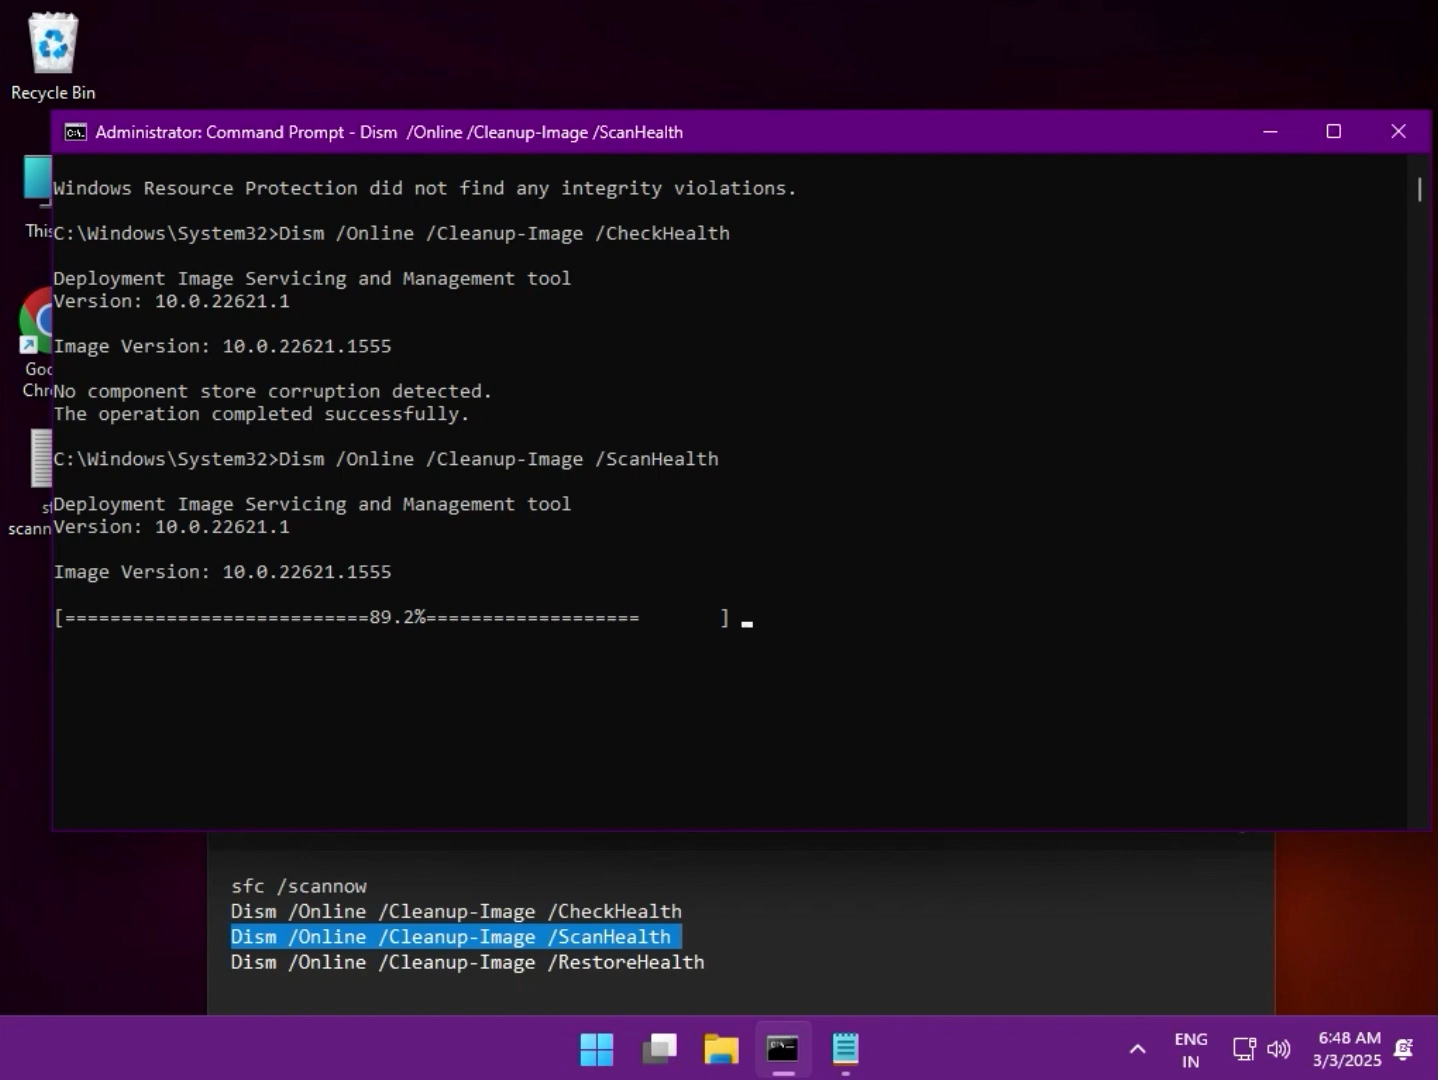 Recycle Bin
Administrator: Command Prompt - Dism  /Online /Cleanup-Image /ScanHealth
Windows Resource Protection did not find any integrity violations.
C:\Windows\System32>Dism /Online /Cleanup-Image /CheckHealth
Deployment Image Servicing and Management tool
Version: 10.0.22621.1
Image Version: 10.0.22621.1555
No component store corruption detected.
The operation completed successfully.
C:\Windows\System32>Dism /Online /Cleanup-Image /ScanHealth
Deployment Image Servicing and Management tool
Version: 10.0.22621.1
Image Version: 10.0.22621.1555
[===========================89.2%===================       ]
This
Goo
Chr
scann
sfc /scannow
Dism /Online /Cleanup-Image /CheckHealth
Dism /Online /Cleanup-Image /ScanHealth
Dism /Online /Cleanup-Image /RestoreHealth
ENG
IN
6:48 AM
3/3/2025